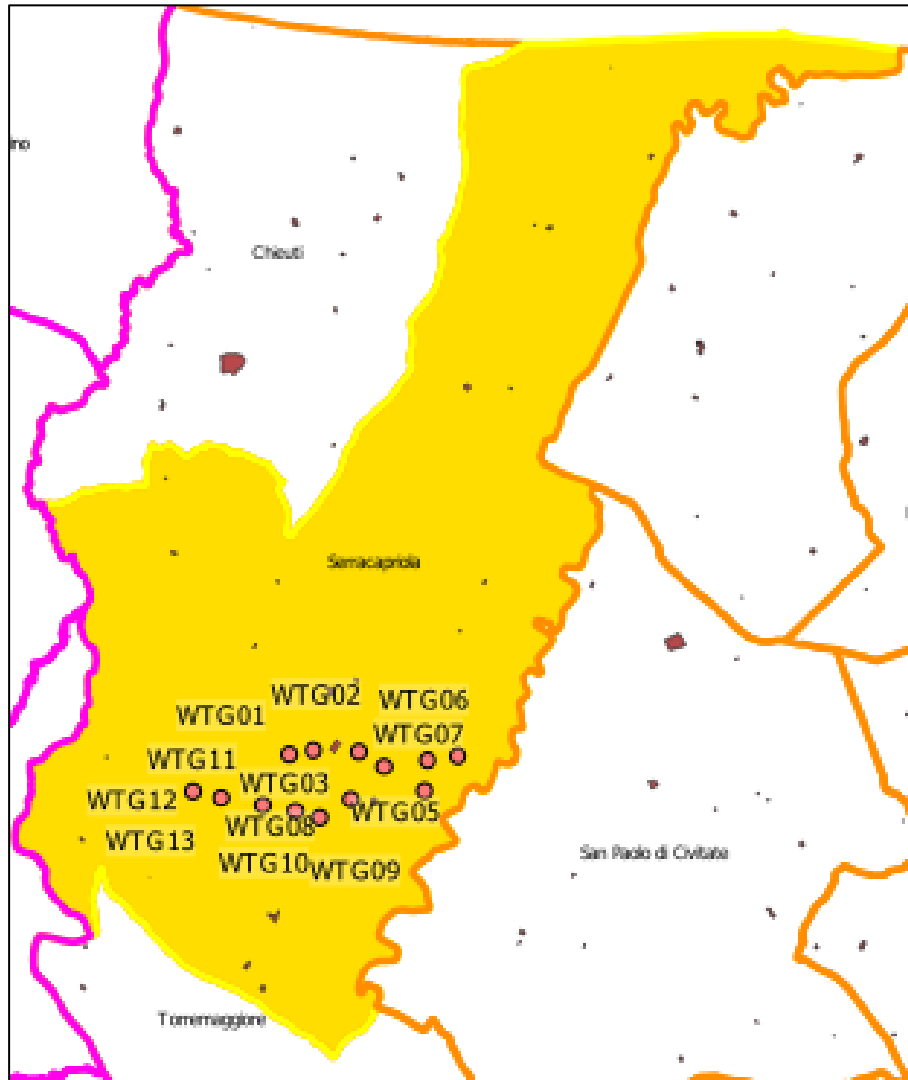 no
Chieuti
Serracapriola
WTG02
WTG06
WTG01
WTG07
WTG11
WTG03
WTG12
WTG05
WTG08
WTG13
WTG10
WTG09
San Paolo di Civitate
Torremaggiore